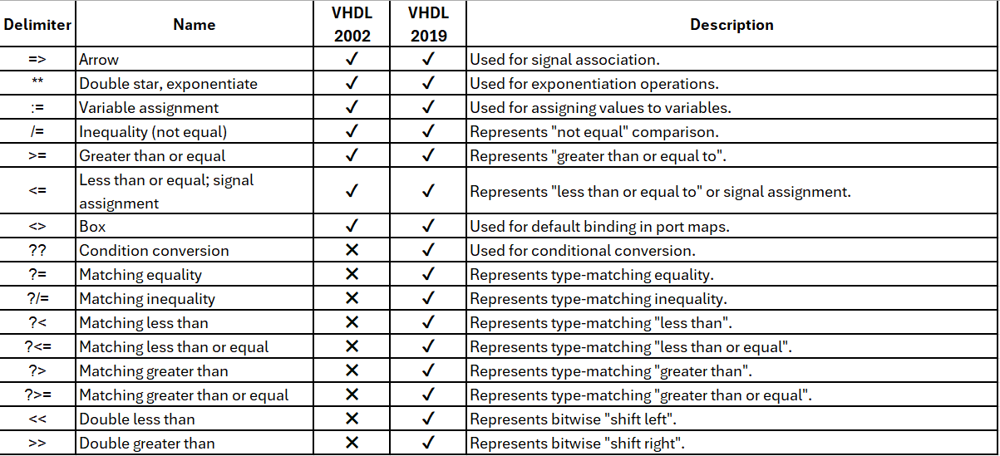 Delimiter Name VHDL 2002 VHDL 2019 Description
=> Arrow ✓ ✓ Used for signal association.
** Double star, exponentiate ✓ ✓ Used for exponentiation operations.
:= Variable assignment ✓ ✓ Used for assigning values to variables.
/= Inequality (not equal) ✓ ✓ Represents "not equal" comparison.
>= Greater than or equal ✓ ✓ Represents "greater than or equal to".
<= Less than or equal; signal assignment ✓ ✓ Represents "less than or equal to" or signal assignment.
<> Box ✓ ✓ Used for default binding in port maps.
?? Condition conversion ✕ ✓ Used for conditional conversion.
?= Matching equality ✕ ✓ Represents type-matching equality.
?/= Matching inequality ✕ ✓ Represents type-matching inequality.
?< Matching less than ✕ ✓ Represents type-matching "less than".
?<= Matching less than or equal ✕ ✓ Represents type-matching "less than or equal".
?> Matching greater than ✕ ✓ Represents type-matching "greater than".
?>= Matching greater than or equal ✕ ✓ Represents type-matching "greater than or equal".
<< Double less than ✕ ✓ Represents bitwise "shift left".
>> Double greater than ✕ ✓ Represents bitwise "shift right".